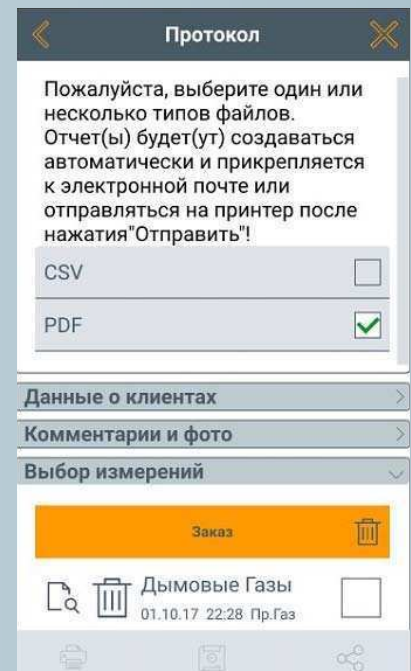 Протокол
Пожалуйста, выберите один или
несколько типов файлов.
Отчет(ы) будет(ут) создаваться
автоматически и прикрепляется
к электронной почте или
отправляться на принтер после
нажатия"Отправить"!
CSV
PDF
Данные о клиентах
Комментарии и фото
Выбор измерений
Заказ
Дымовые Газы
01.10.17 22:28 Пр.Газ